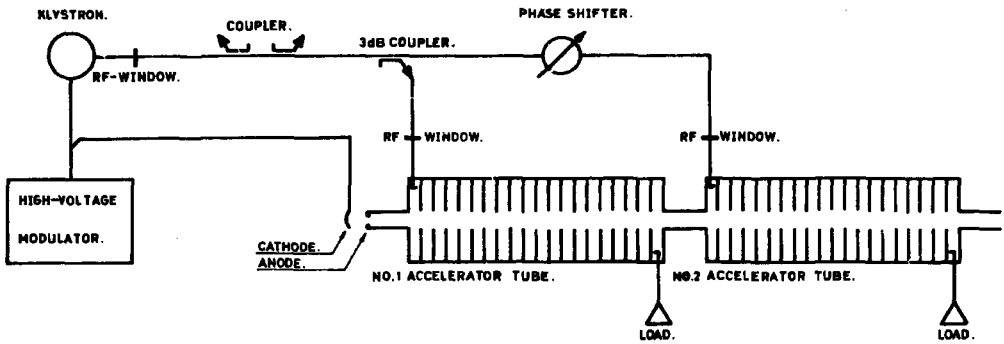 KLYSTRON.
COUPLER.
PHASE SHIFTER.
3dB COUPLER.
RF-WINDOW.
RF WINDOW.
RF WINDOW.
HIGH-VOLTAGE
MODULATOR.
CATHODE.
ANODE.
NO.1 ACCELERATOR TUBE.
NO.2 ACCELERATOR TUBE.
LOAD.
LOAD.